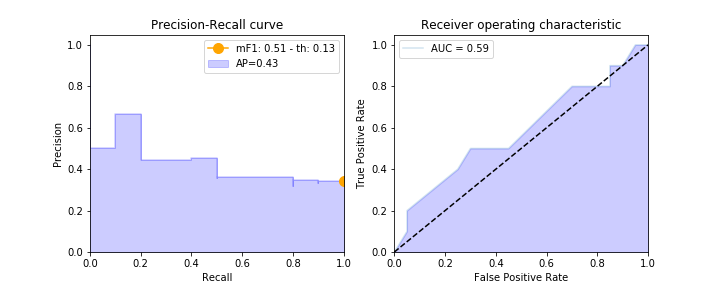 Precision-Recall curve
1.0
0.8
0.6
0.4
0.2
0.0
Precision
mF1: 0.51 - th: 0.13
AP=0.43
0.0 0.2 0.4 0.6 0.8 1.0
Recall
Receiver operating characteristic
1.0
0.8
0.6
0.4
0.2
0.0
True Positive Rate
AUC = 0.59
0.0 0.2 0.4 0.6 0.8 1.0
False Positive Rate